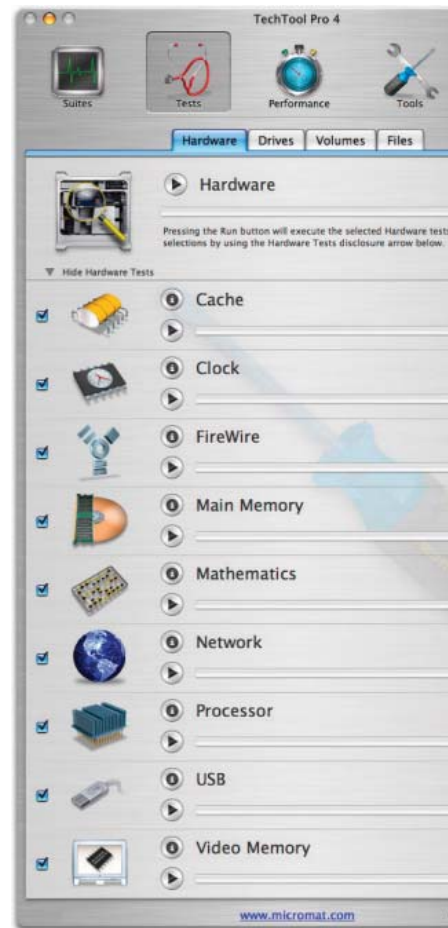 TechTool Pro 4
Suites Tests Performance Tools
Hardware Drives Volumes Files
Hardware
Pressing the Run button will execute the selected Hardware tests
selections by using the Hardware Tests disclosure arrow below.
Hide Hardware Tests
Cache
Clock
FireWire
Main Memory
Mathematics
Network
Processor
USB
Video Memory
www.micromat.com